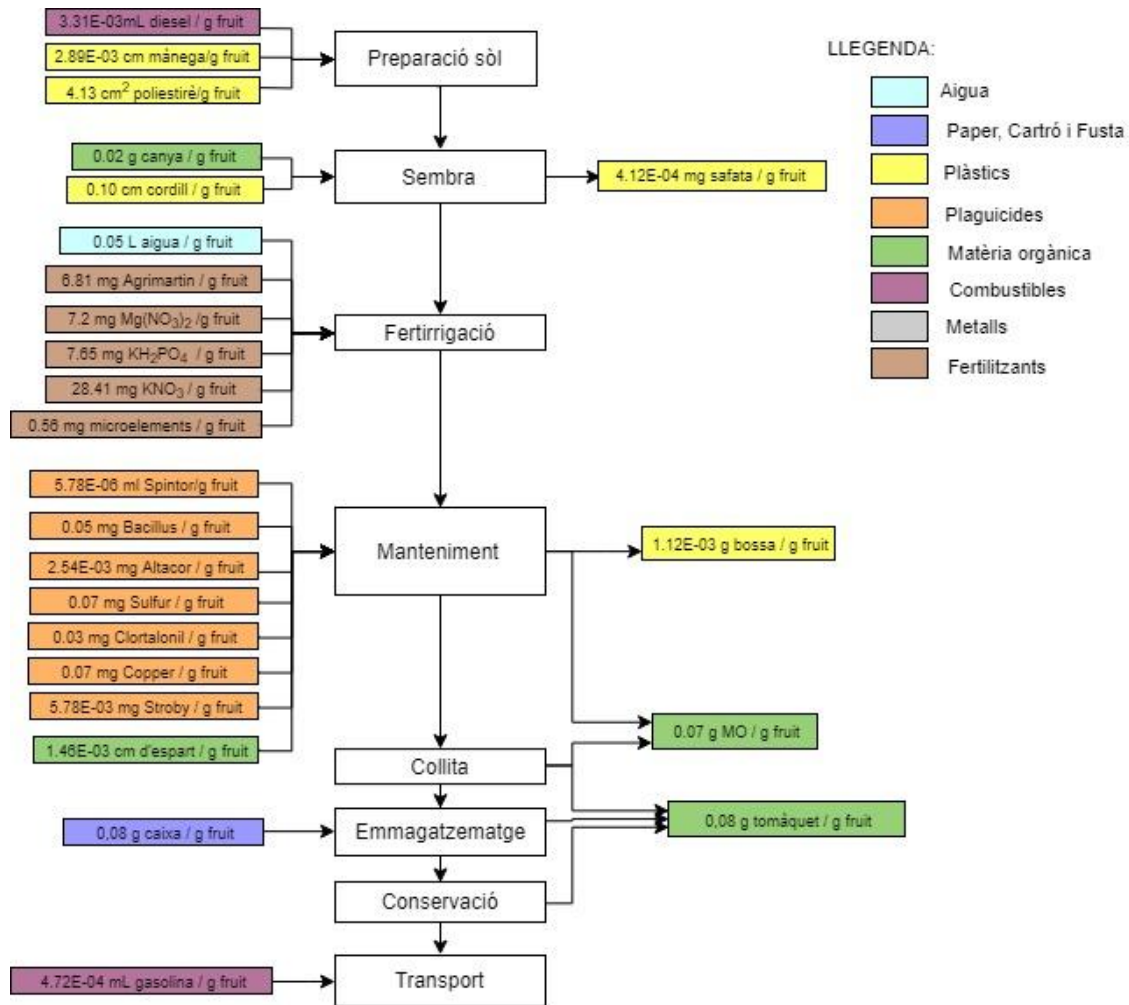 3.31E-03mL diesel / g fruit
2.89E-03 cm mànega/g fruit
4.13 cm² poliestirè/g fruit
Preparació sòl
0.02 g canya / g fruit
0.10 cm cordill / g fruit
Sembra
4.12E-04 mg safata / g fruit
0.05 L aigua / g fruit
6.81 mg Agrimartin / g fruit
7.2 mg Mg(NO₃)₂ /g fruit
7.65 mg KH₂PO₄ / g fruit
28.41 mg KNO₃ / g fruit
0.56 mg microelements / g fruit
Fertirrigació
5.78E-06 ml Spintor/g fruit
0.05 mg Bacillus / g fruit
2.54E-03 mg Altacor / g fruit
0.07 mg Sulfur / g fruit
0.03 mg Clortalonil / g fruit
0.07 mg Copper / g fruit
5.78E-03 mg Stroby / g fruit
1.46E-03 cm d'espart / g fruit
Manteniment
1.12E-03 g bossa / g fruit
0.07 g MO / g fruit
Collita
0,08 g caixa / g fruit
Emmagatzematge
0,08 g tomàquet / g fruit
Conservació
4.72E-04 mL gasolina / g fruit
Transport
LLEGENDA:
Aigua
Paper, Cartró i Fusta
Plàstics
Plaguicides
Matèria orgànica
Combustibles
Metalls
Fertilitzants